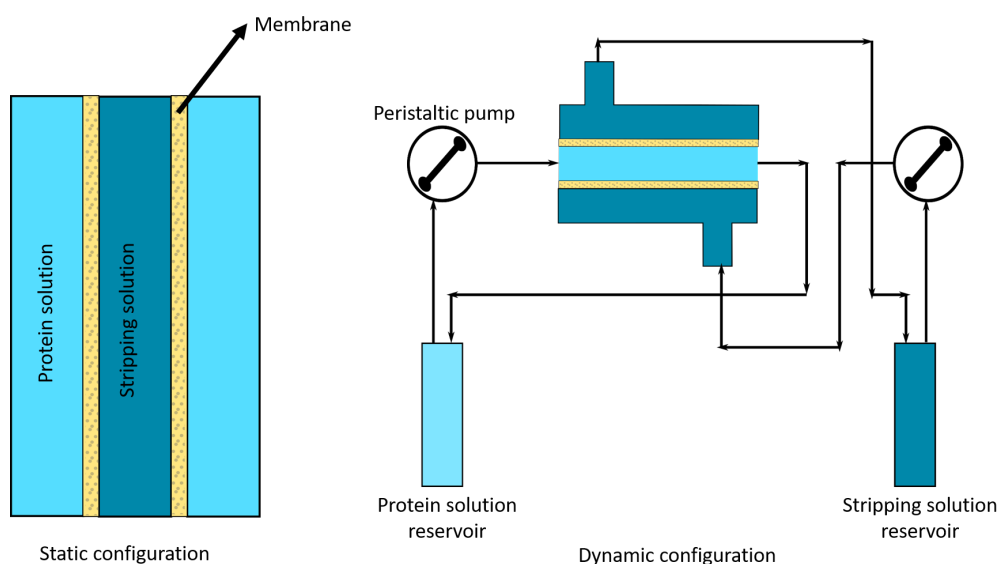 Membrane
Protein solution
Stripping solution
Static configuration
Peristaltic pump
Protein solution
reservoir
Stripping solution
reservoir
Dynamic configuration